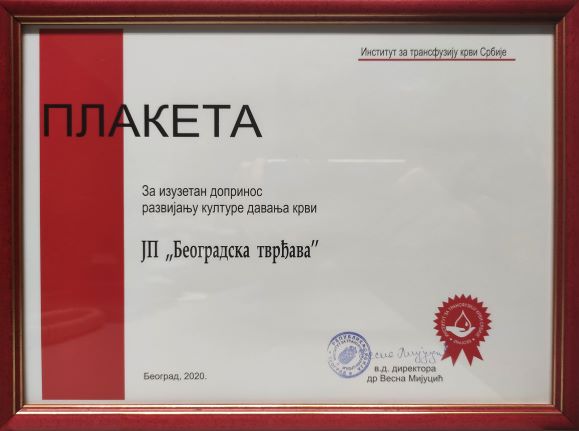 Институт за трансфузију крви Србије
ПЛАКЕТА
За изузетан допринос
развијању културе давања крви
ЈП „Београдска тврђава”
Београд, 2020.
в.д. директора
др Весна Мијуцић